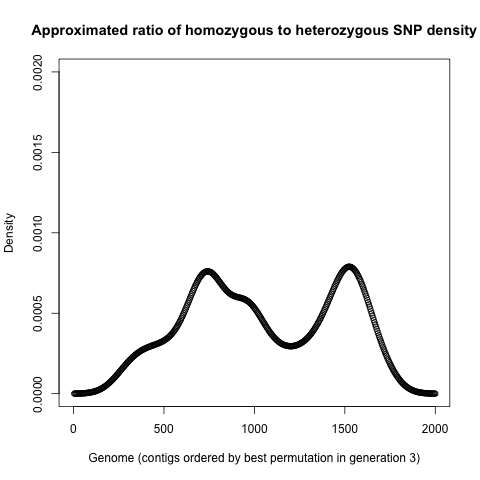 Approximated ratio of homozygous to heterozygous SNP density
Density
0.0020
0.0015
0.0010
0.0005
0.0000
0 500 1000 1500 2000
Genome (contigs ordered by best permutation in generation 3)